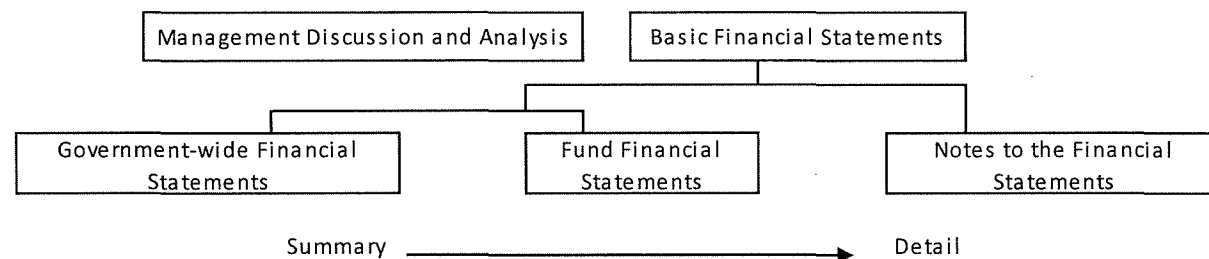 Management Discussion and Analysis
Basic Financial Statements
Government-wide Financial
Statements
Fund Financial
Statements
Notes to the Financial
Statements
Summary
Detail